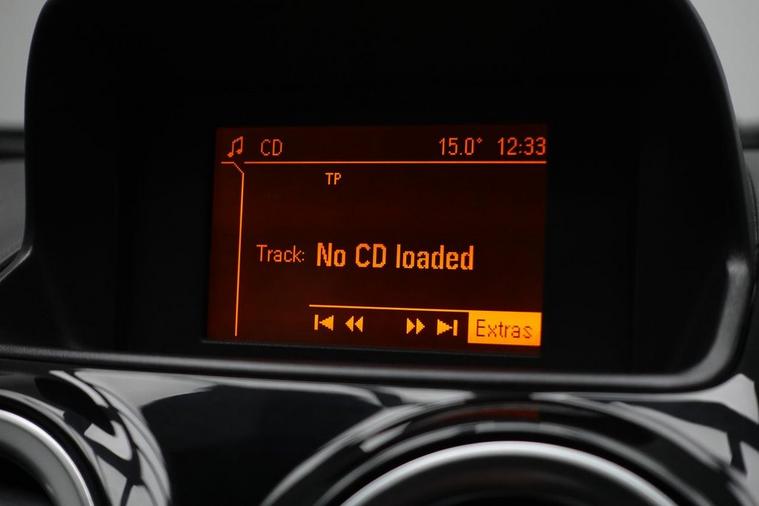 CD 15.0° 12:33
TP
Track: No CD loaded
Extras